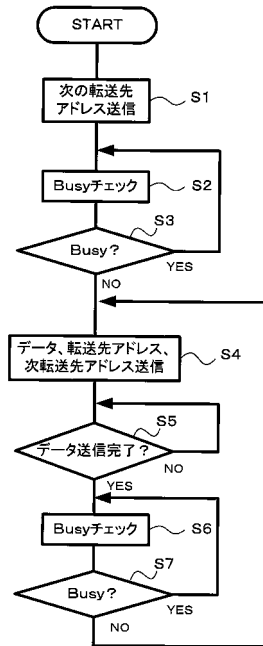 START
次の転送先
アドレス送信
S1
Busyチェック
S2
S3
Busy？
YES
NO
データ、転送先アドレス、
次転送先アドレス送信
S4
S5
データ送信完了？
NO
YES
Busyチェック
S6
S7
Busy？
YES
NO